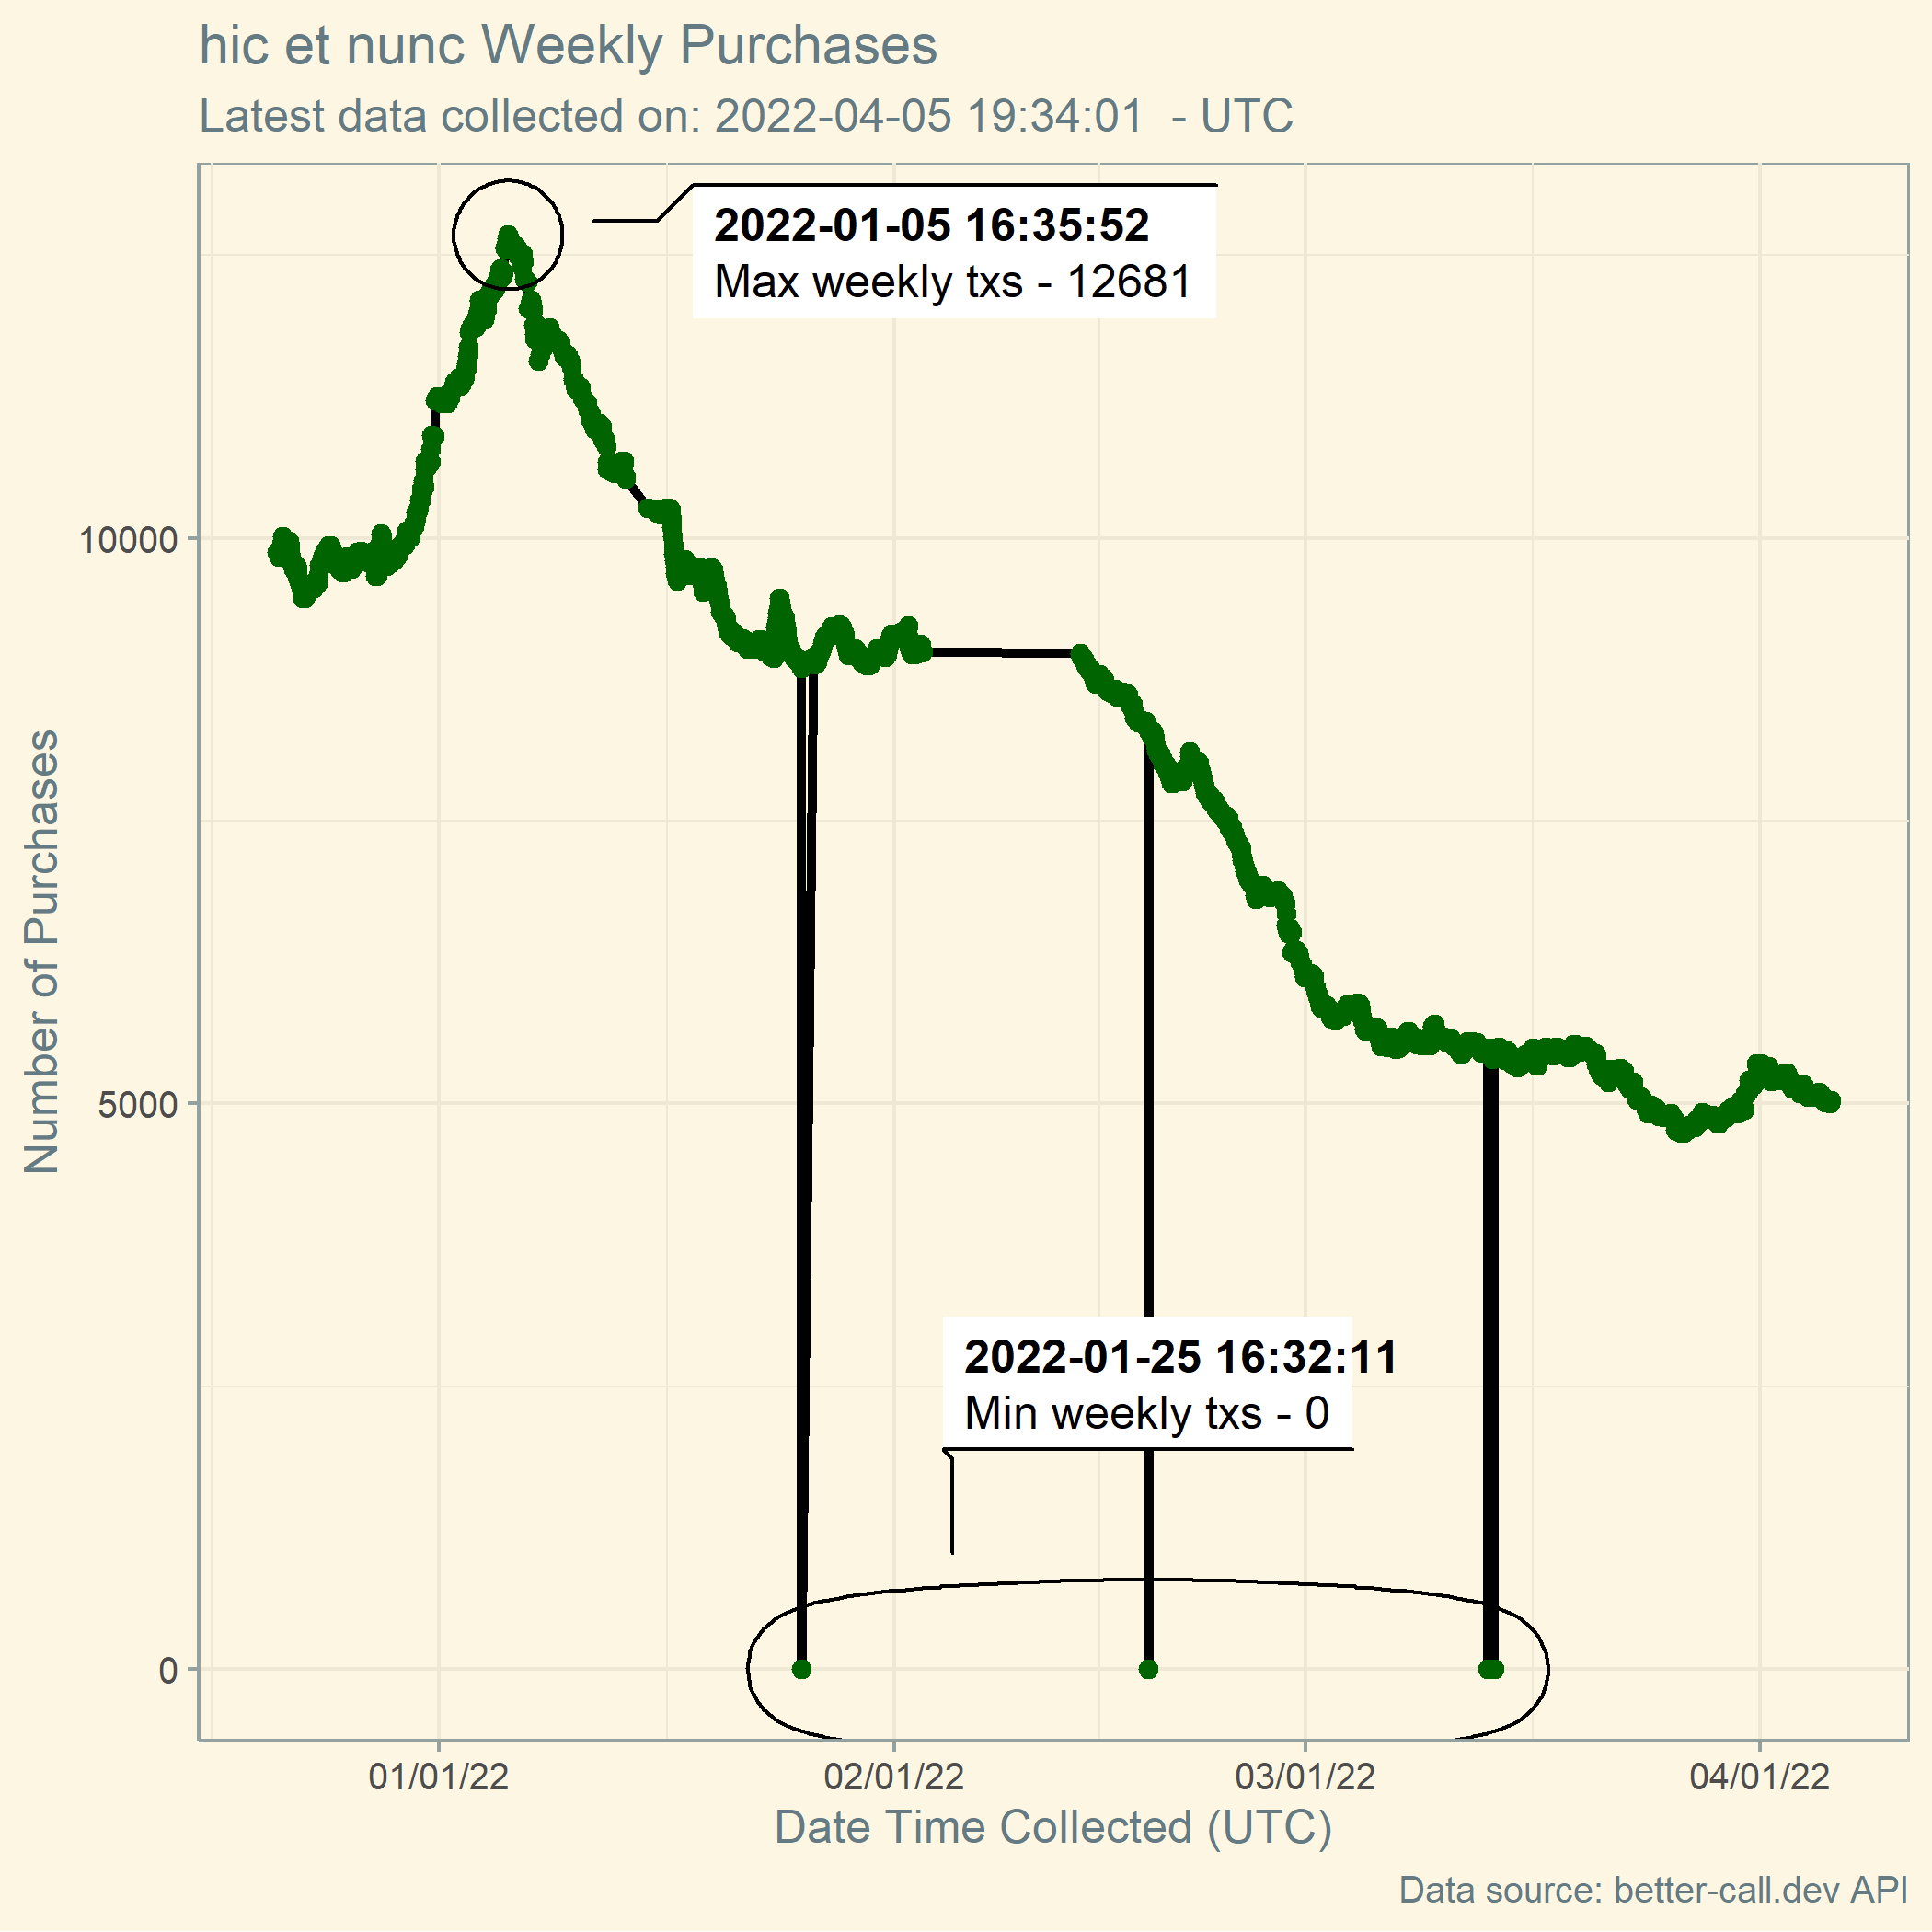 hic et nunc Weekly Purchases
Latest data collected on: 2022-04-05 19:34:01  - UTC
2022-01-05 16:35:52
Max weekly txs - 12681
10000
5000
0
Number of Purchases
2022-01-25 16:32:11
Min weekly txs - 0
01/01/22
02/01/22
03/01/22
04/01/22
Date Time Collected (UTC)
Data source: better-call.dev API